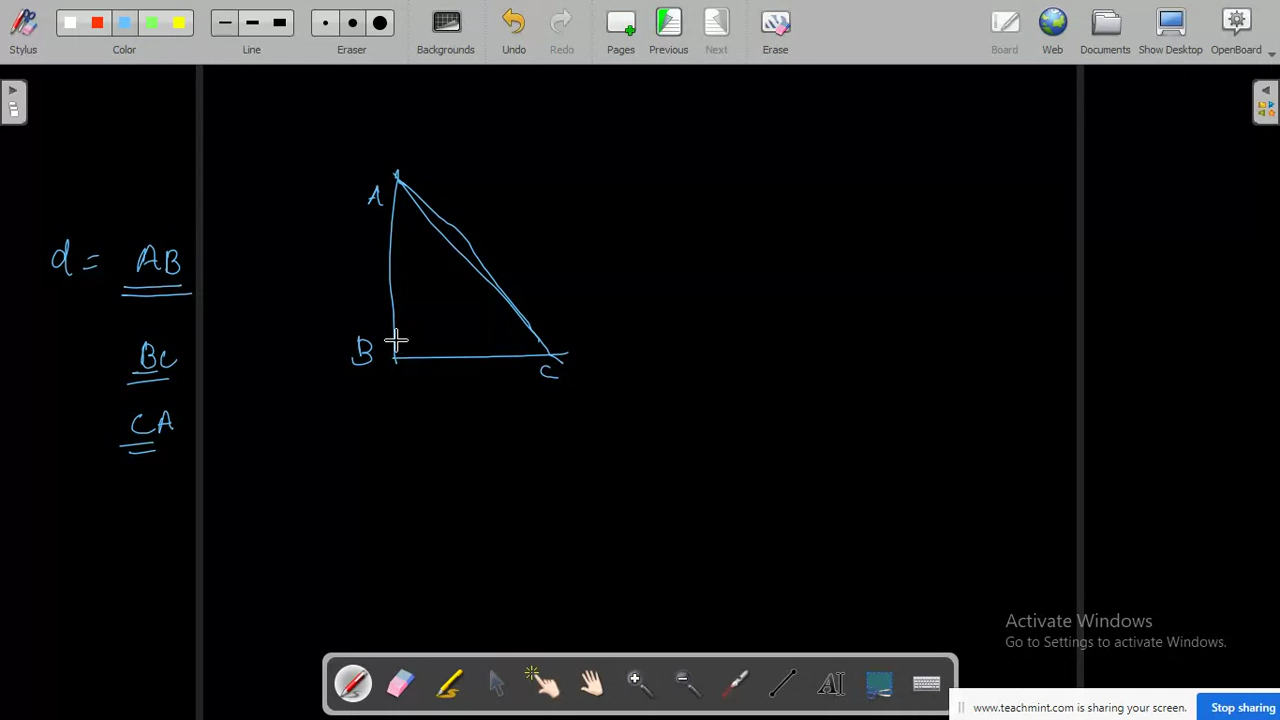 Stylus Color Line Eraser Backgrounds Undo Redo Pages Previous Next Erase Board Web Documents Show Desktop OpenBoard
A
d = AB
B
BC
C
CA
Activate Windows
Go to Settings to activate Windows.
AI
www.teachmint.com is sharing your screen. Stop sharing